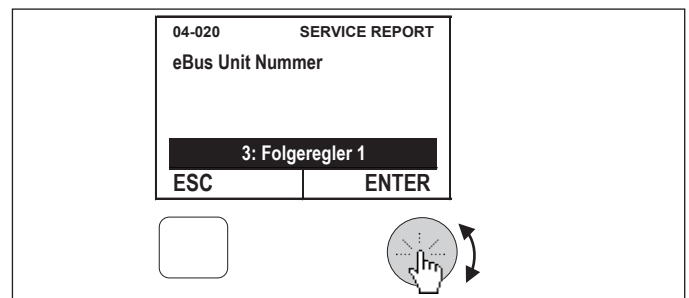 04-020 SERVICE REPORT
eBus Unit Nummer
3: Folgeregler 1
ESC ENTER